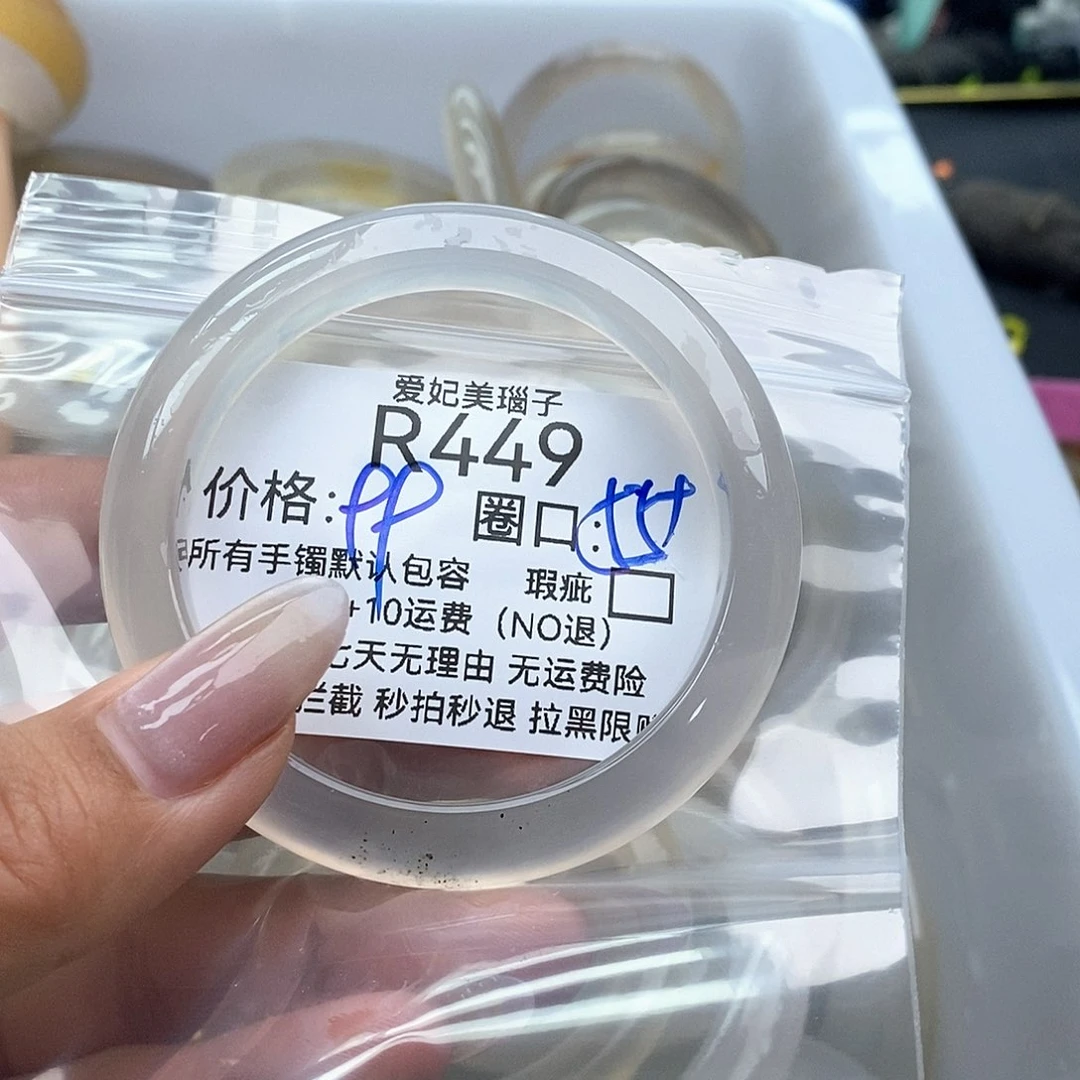 爱妃美瑙子
R449
价格: 圈口:
所有手镯默认包容 瑕疵
+10运费 (NO退)
七天无理由 无运费险
拦截 秒拍秒退 拉黑限